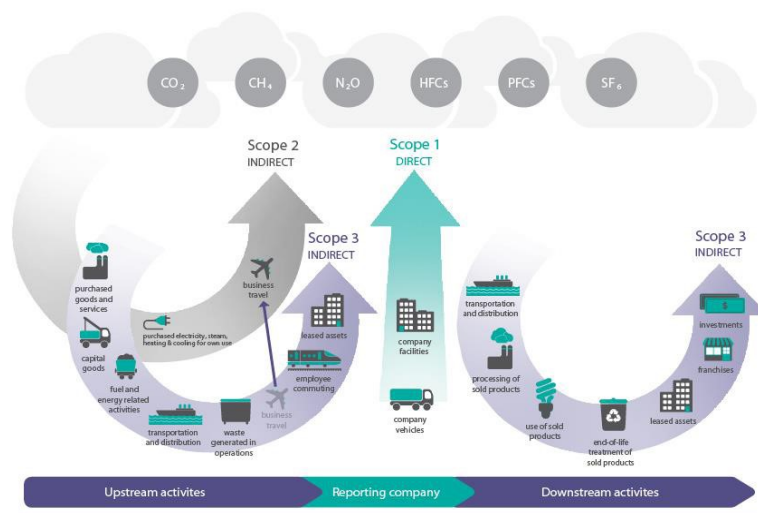 CO₂
CH₄
N₂O
HFCs
PFCs
SF₆
Scope 2
INDIRECT
Scope 1
DIRECT
Scope 3
INDIRECT
Scope 3
INDIRECT
purchased
goods and
services
capital
goods
fuel and
energy related
activities
purchased electricity, steam,
heating & cooling for own use
transportation
and distribution
waste
generated in
operations
business
travel
business
travel
employee
commuting
leased assets
company
facilities
company
vehicles
transportation
and distribution
processing of
sold products
use of sold
products
end-of-life
treatment of
sold products
leased assets
franchises
investments
Upstream activites
Reporting company
Downstream activites